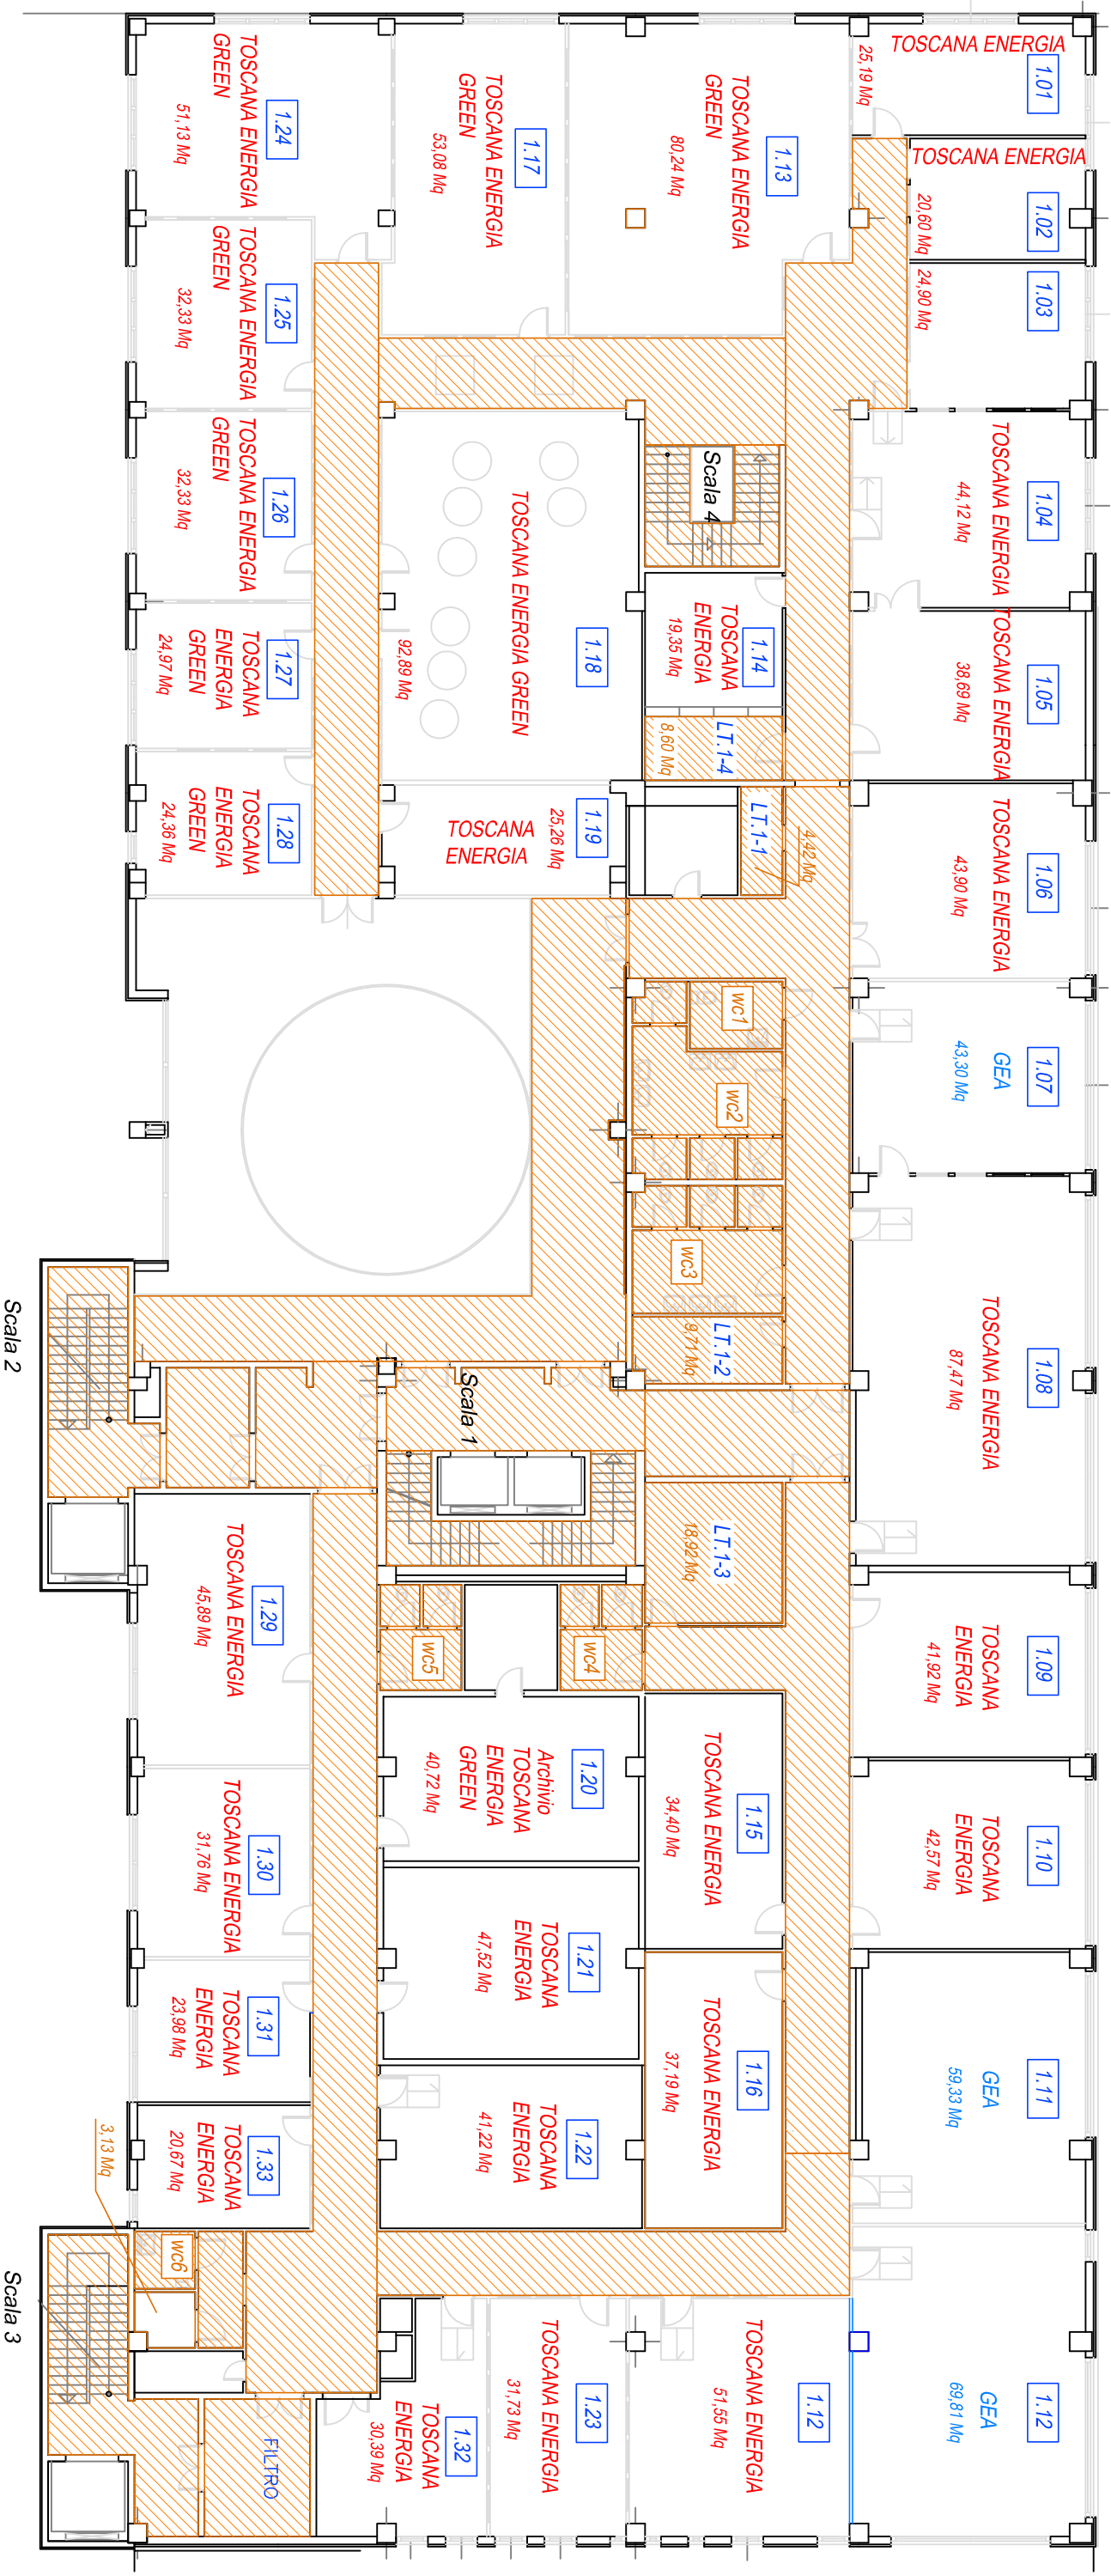 1.01
TOSCANA ENERGIA
25,19 Mq
1.02
TOSCANA ENERGIA
20,60 Mq
1.03
24,90 Mq
1.04
TOSCANA ENERGIA
44,12 Mq
1.05
TOSCANA ENERGIA
38,69 Mq
1.06
TOSCANA ENERGIA
43,90 Mq
1.07
GEA
43,30 Mq
1.08
TOSCANA ENERGIA
87,47 Mq
1.09
TOSCANA
ENERGIA
41,92 Mq
1.10
TOSCANA
ENERGIA
42,57 Mq
1.11
GEA
59,33 Mq
1.12
GEA
69,81 Mq
1.13
TOSCANA ENERGIA
GREEN
80,24 Mq
Scala 4
1.14
TOSCANA
ENERGIA
19,35 Mq
LT.1-4
8,60 Mq
LT.1-1
4,42 Mq
wc1
wc2
wc3
LT.1-2
9,71 Mq
LT.1-3
18,92 Mq
1.15
TOSCANA ENERGIA
34,40 Mq
1.16
TOSCANA ENERGIA
37,19 Mq
1.12
TOSCANA ENERGIA
51,55 Mq
1.17
TOSCANA ENERGIA
GREEN
53,08 Mq
1.18
TOSCANA ENERGIA GREEN
92,89 Mq
1.19
25,26 Mq
TOSCANA
ENERGIA
Scala 1
wc4
wc5
1.20
Archivio
TOSCANA
ENERGIA
GREEN
40,72 Mq
1.21
TOSCANA
ENERGIA
47,52 Mq
1.22
TOSCANA
ENERGIA
41,22 Mq
1.23
TOSCANA ENERGIA
31,73 Mq
1.32
TOSCANA
ENERGIA
30,39 Mq
1.24
TOSCANA ENERGIA
GREEN
51,13 Mq
1.25
TOSCANA ENERGIA
GREEN
32,33 Mq
1.26
TOSCANA ENERGIA
GREEN
32,33 Mq
1.27
TOSCANA
ENERGIA
GREEN
24,97 Mq
1.28
TOSCANA
ENERGIA
GREEN
24,36 Mq
1.29
TOSCANA ENERGIA
45,89 Mq
1.30
TOSCANA ENERGIA
31,76 Mq
1.31
TOSCANA
ENERGIA
23,98 Mq
1.33
TOSCANA
ENERGIA
20,67 Mq
wc6
3,13 Mq
FILTRO
Scala 2
Scala 3